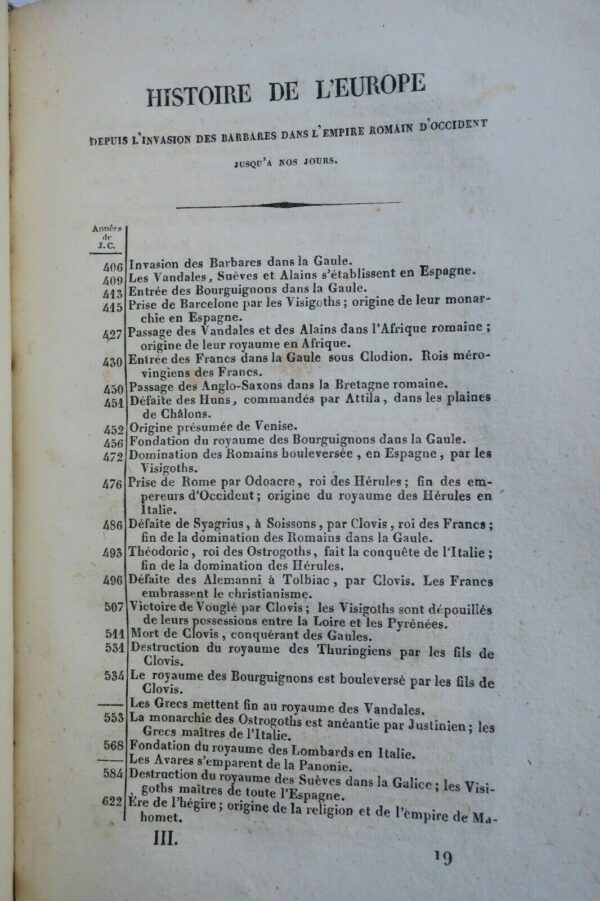 HISTOIRE DE L'EUROPE
DEPUIS L'INVASION DES BARBARES DANS L'EMPIRE ROMAIN D'OCCIDENT
JUSQU'A NOS JOURS.
Années
de
J. C.
406 Invasion des Barbares dans la Gaule.
409 Les Vandales, Suèves et Alains s'établissent en Espagne.
413 Entrée des Bourguignons dans la Gaule.
415 Prise de Barcelone par les Visigoths ; origine de leur monar-
chie en Espagne.
427 Passage des Vandales et des Alains dans l'Afrique romaine ;
origine de leur royaume en Afrique.
430 Entrée des Francs dans la Gaule sous Clodion. Rois méro-
vingiens des Francs.
450 Passage des Anglo-Saxons dans la Bretagne romaine.
451 Défaite des Huns, commandés par Attila, dans les plaines
de Châlons.
452 Origine présumée de Venise.
456 Fondation du royaume des Bourguignons dans la Gaule.
472 Domination des Romains bouleversée, en Espagne, par les
Visigoths.
476 Prise de Rome par Odoacre, roi des Hérules ; fin des em-
pereurs d'Occident ; origine du royaume des Hérules en
Italie.
486 Défaite de Syagrius, à Soissons, par Clovis, roi des Francs ;
fin de la domination des Romains dans la Gaule.
493 Théodoric, roi des Ostrogoths, fait la conquête de l'Italie ;
fin de la domination des Hérules.
496 Défaite des Alemanni à Tolbiac, par Clovis. Les Francs
embrassent le christianisme.
507 Victoire de Vouglé par Clovis ; les Visigoths sont dépouillés
de leurs possessions entre la Loire et les Pyrénées.
511 Mort de Clovis, conquérant des Gaules.
531 Destruction du royaume des Thuringiens par les fils de
Clovis.
534 Le royaume des Bourguignons est bouleversé par les fils de
Clovis.
— Les Grecs mettent fin au royaume des Vandales.
553 La monarchie des Ostrogoths est anéantie par Justinien ; les
Grecs maîtres de l'Italie.
568 Fondation du royaume des Lombards en Italie.
— Les Avares s'emparent de la Panonie.
584 Destruction du royaume des Suèves dans la Galice ; les Visi-
goths maîtres de toute l'Espagne.
622 Ère de l'hégire ; origine de la religion et de l'empire de Ma-
homet.
III.
19